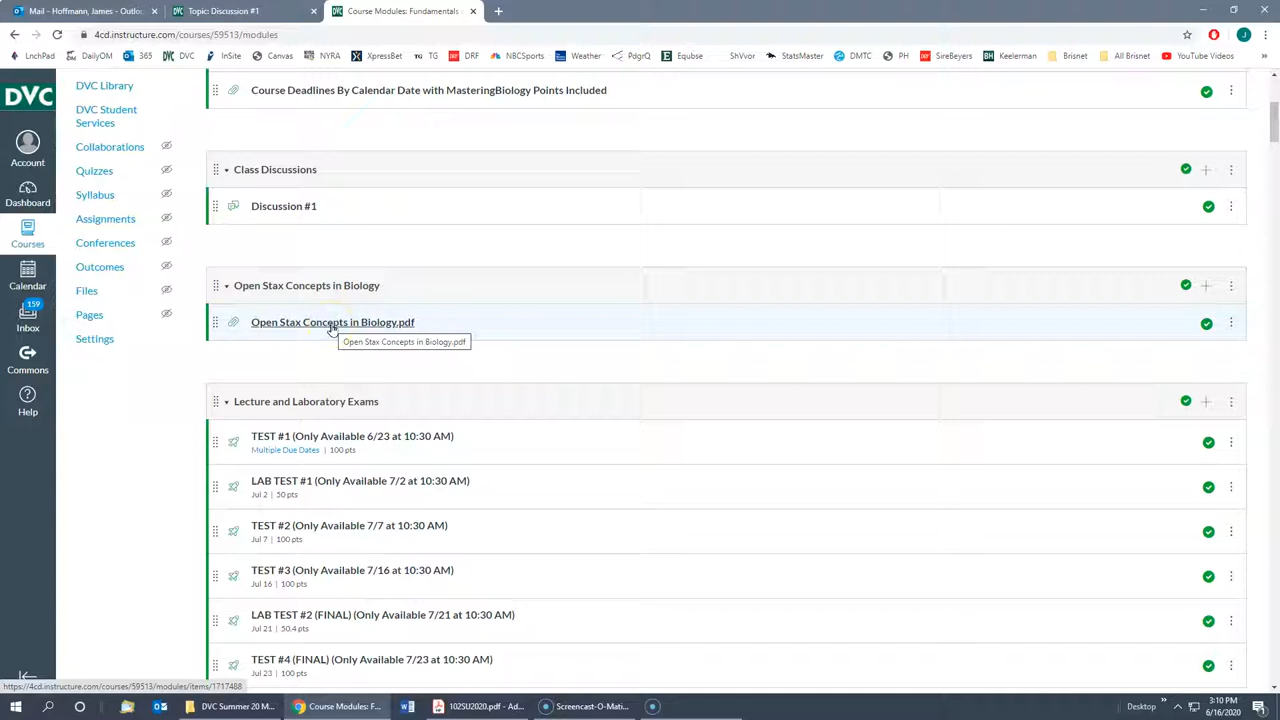 Mail - Hoffmann, James - Outloo
Topic: Discussion #1
Course Modules: Fundamentals
4cd.instructure.com/courses/59513/modules
J
LnchPad
DailyOM
365
DVC
InSite
Canvas
NYRA
XpressBet
TG
DRF
NBCSports
Weather
PdgrQ
Equbse
ShVvor
StatsMaster
DMTC
PH
SireBeyers
Keelerman
Brisnet
All Brisnet
YouTube Videos
DVC
Account
Dashboard
Courses
Calendar
159
Inbox
Commons
Help
DVC Library
DVC Student
Services
Collaborations
Quizzes
Syllabus
Assignments
Conferences
Outcomes
Files
Pages
Settings
Course Deadlines By Calendar Date with MasteringBiology Points Included
Class Discussions
Discussion #1
Open Stax Concepts in Biology
Open Stax Concepts in Biology.pdf
Open Stax Concepts in Biology.pdf
Lecture and Laboratory Exams
TEST #1 (Only Available 6/23 at 10:30 AM)
Multiple Due Dates | 100 pts
LAB TEST #1 (Only Available 7/2 at 10:30 AM)
Jul 2 | 50 pts
TEST #2 (Only Available 7/7 at 10:30 AM)
Jul 7 | 100 pts
TEST #3 (Only Available 7/16 at 10:30 AM)
Jul 16 | 100 pts
LAB TEST #2 (FINAL) (Only Available 7/21 at 10:30 AM)
Jul 21 | 50.4 pts
TEST #4 (FINAL) (Only Available 7/23 at 10:30 AM)
Jul 23 | 100 pts
https://4cd.instructure.com/courses/59513/modules/items/1717488
DVC Summer 20 M...
Course Modules: F...
102SU2020.pdf - Ad...
Screencast-O-Mati...
Desktop
3:10 PM
6/16/2020